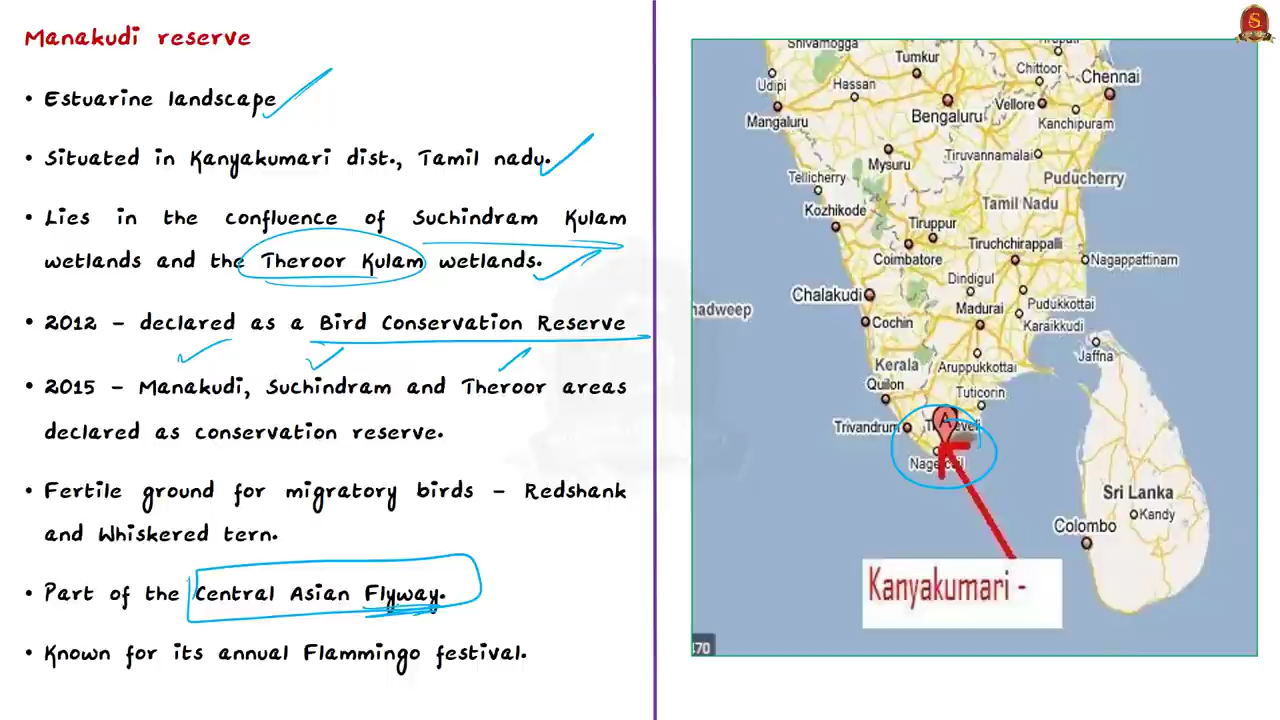 Manakudi reserve
• Estuarine landscape
• Situated in Kanyakumari dist., Tamil nadu.
• Lies in the confluence of Suchindram Kulam
wetlands and the Theroor Kulam wetlands.
• 2012 - declared as a Bird Conservation Reserve
• 2015 - Manakudi, Suchindram and Theroor areas
declared as conservation reserve.
• Fertile ground for migratory birds - Redshank
and Whiskered tern.
• Part of the Central Asian Flyway.
• Known for its annual Flammingo festival.
S
Shivamogga
Tumkur
Tirupati
Chittoor
Udipi
Hassan
Chennai
Vellore
Mangaluru
Bengaluru
Kanchipuram
Mysuru
Tiruvannamalai
Tellicherry
Puducherry
Kozhikode
Tamil Nadu
Tiruppur
Tiruchchirappalli
Coimbatore
Nagappattinam
Dindigul
Chalakudi
Pudukkottai
hadweep
Madurai
Cochin
Karaikkudi
Jaffna
Kerala
Aruppukkottai
Quilon
Tuticorin
A
Trivandrum
Sri Lanka
Kandy
Colombo
Kanyakumari -
70